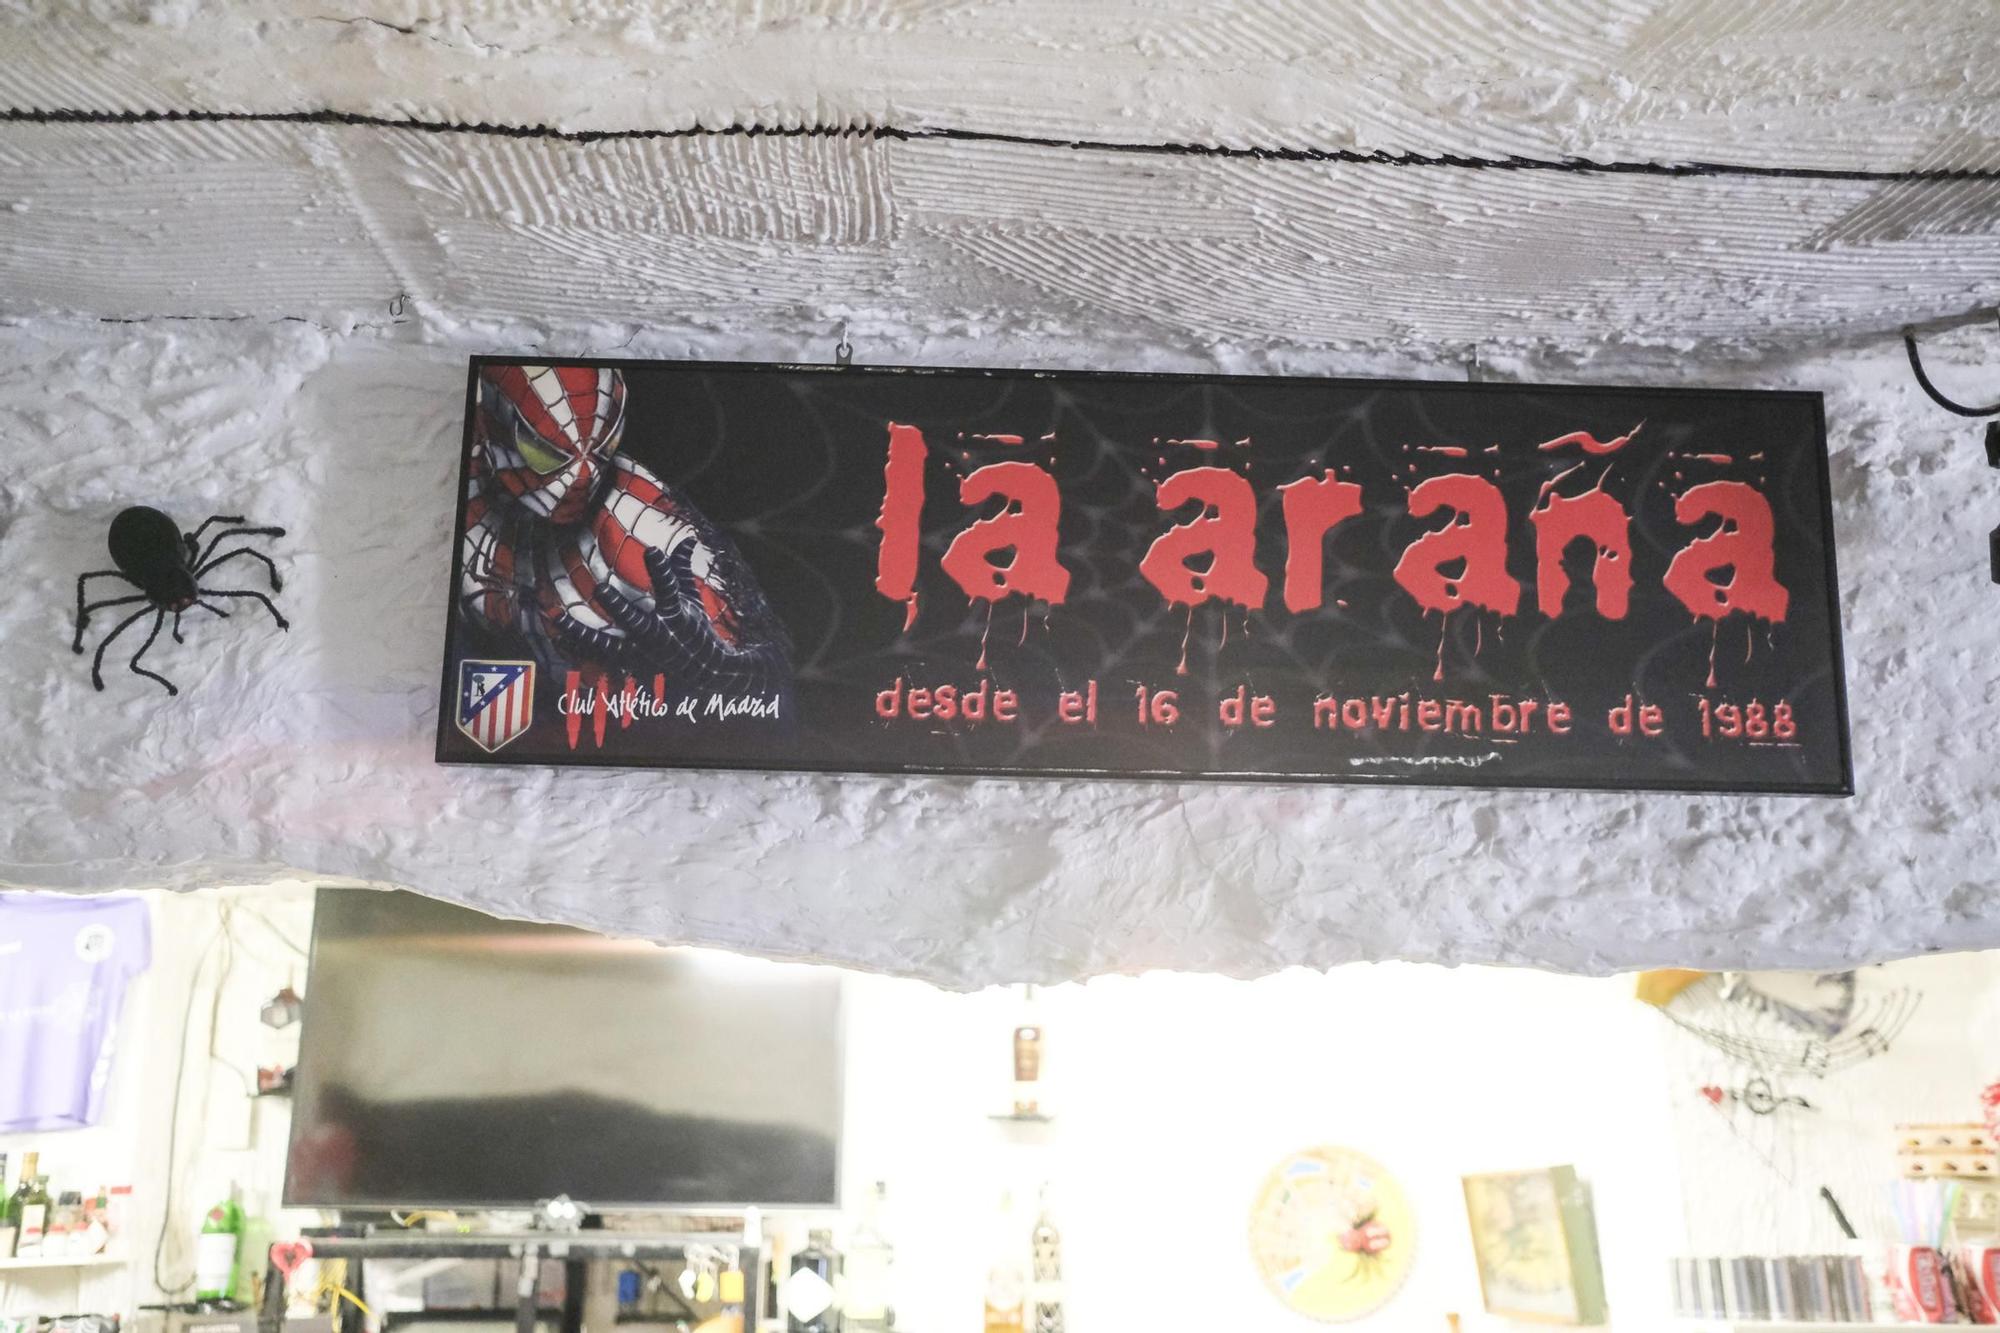 la araña
desde el 16 de noviembre de 1988
Club Atlético de Madrid